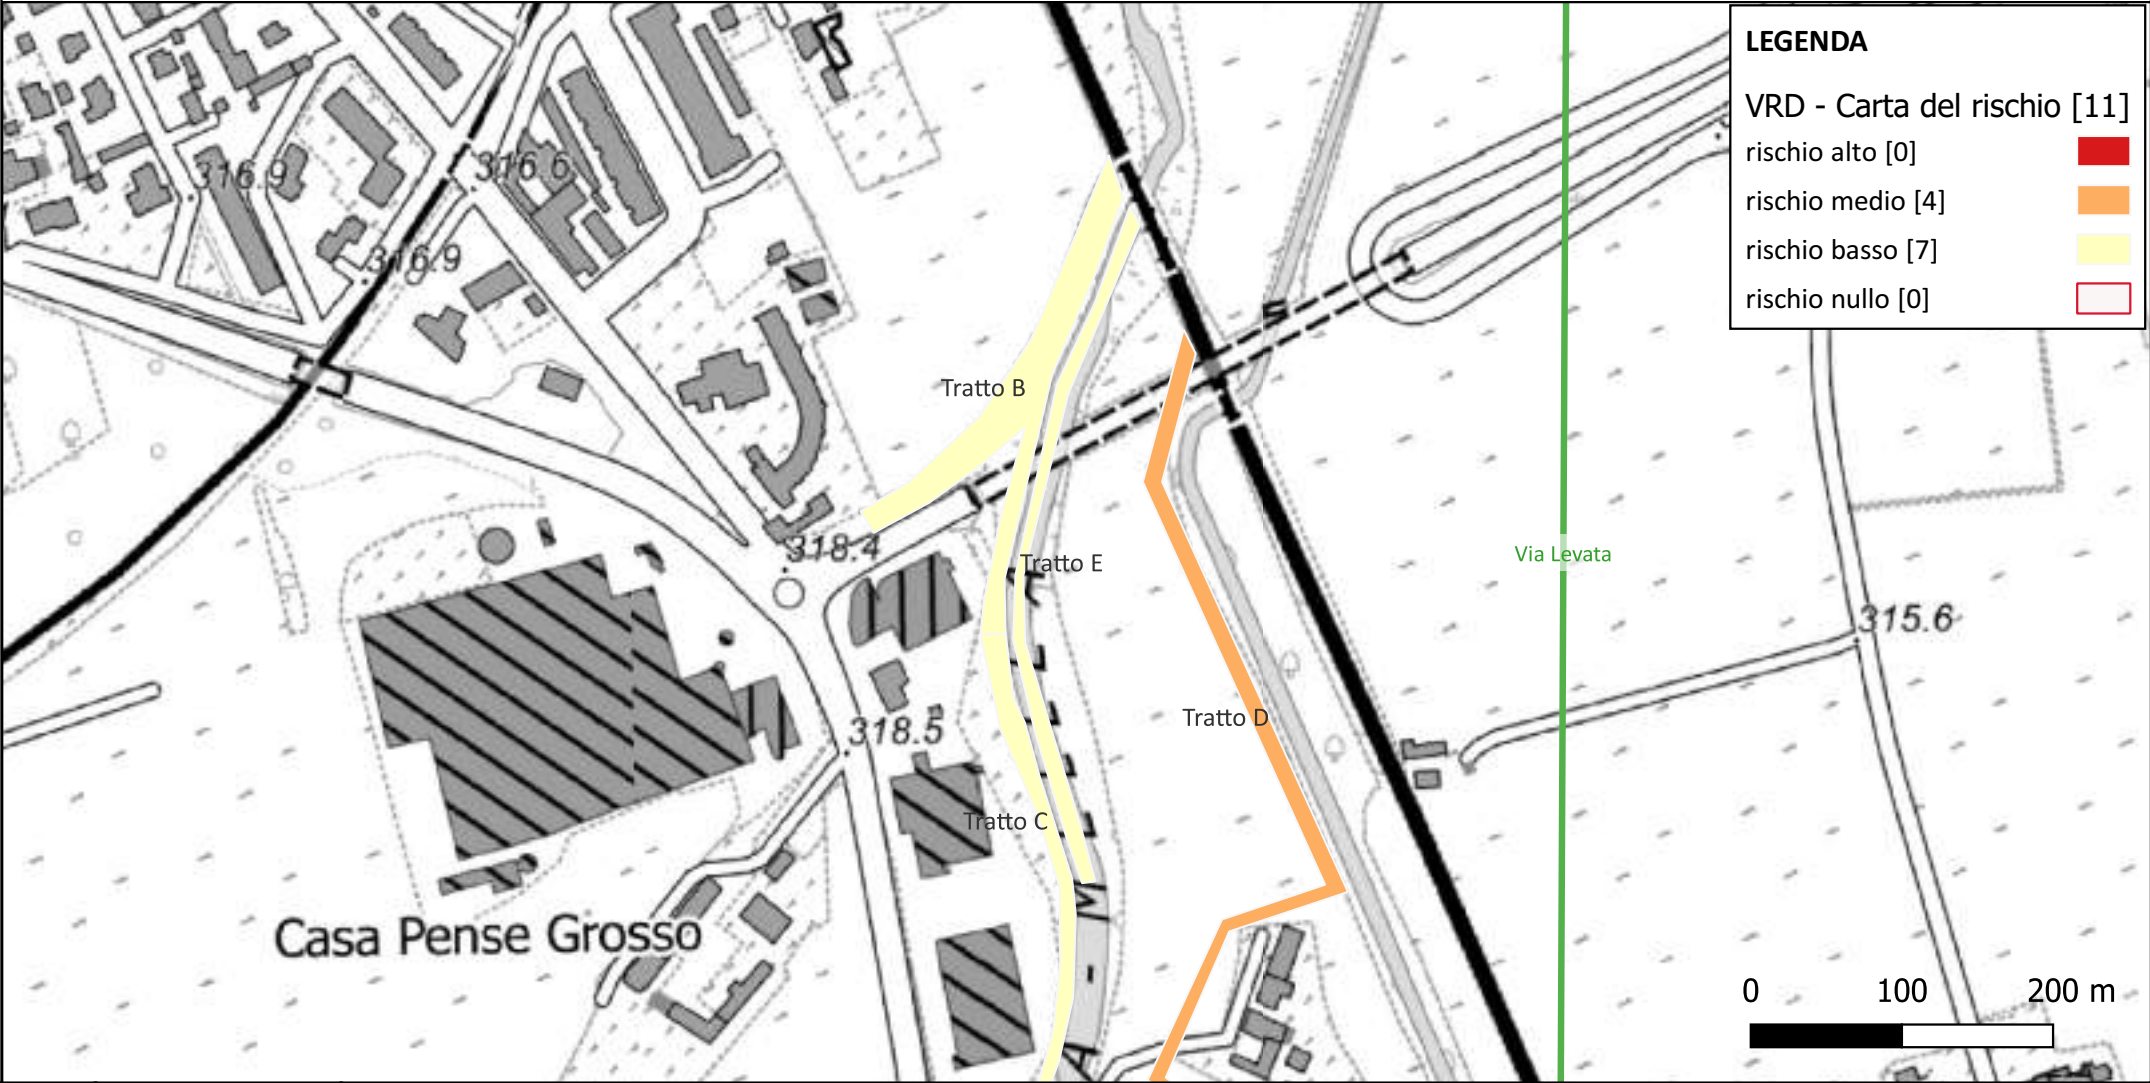 LEGENDA
VRD - Carta del rischio [11]
rischio alto [0]
rischio medio [4]
rischio basso [7]
rischio nullo [0]
316.9
316.6
316.9
Tratto B
318.4
Tratto E
Via Levata
315.6
Tratto D
318.5
Tratto C
Casa Pense Grosso
0 100 200 m